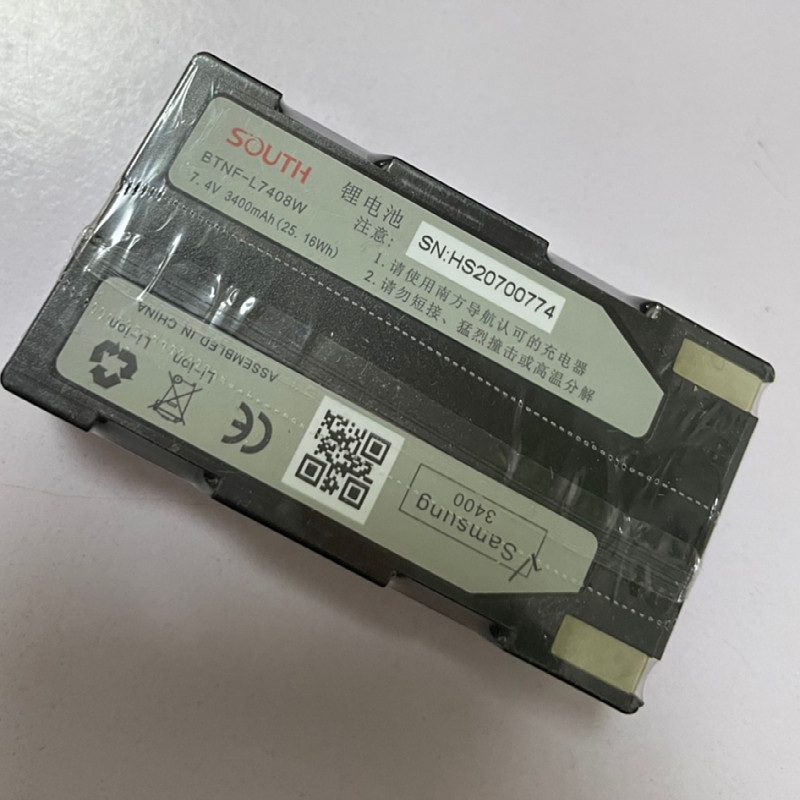 SOUTH
BTNF-L7408W
7.4V 3400mAh(25.16Wh)
锂电池
注意:
SN:HS20700774
1.请使用南方导航认可的充电器
2.请勿短接、猛烈撞击或高温分解
ASSEMBLED IN CHINA
Li-ion
Li-ion
Li-ion
CE
Samsung
3400